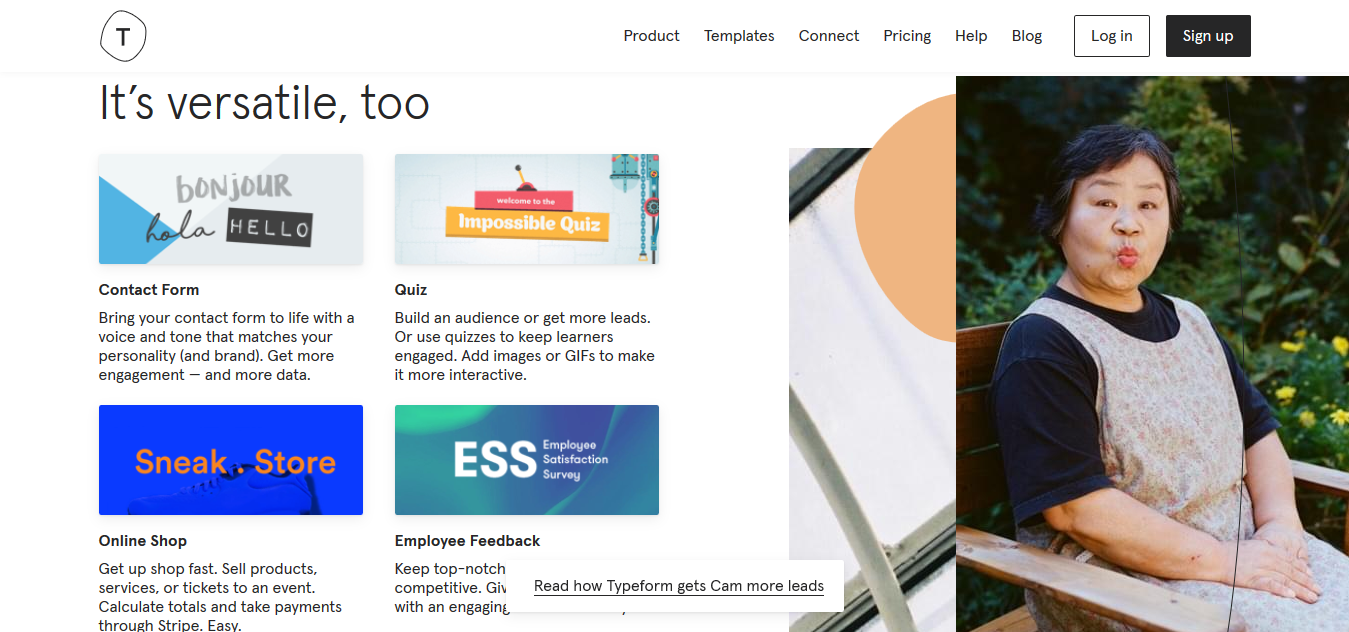 T
Product Templates Connect Pricing Help Blog Log in Sign up
It's versatile, too
bonjour
hola HELLO
welcome to the
Impossible Quiz
Contact Form
Bring your contact form to life with a
voice and tone that matches your
personality (and brand). Get more
engagement — and more data.
Quiz
Build an audience or get more leads.
Or use quizzes to keep learners
engaged. Add images or GIFs to make
it more interactive.
Sneak . Store
ESS Employee
Satisfaction
Survey
Online Shop
Get up shop fast. Sell products,
services, or tickets to an event.
Calculate totals and take payments
through Stripe. Easy.
Employee Feedback
Keep top-notch
competitive.
with an engaging
Read how Typeform gets Cam more leads